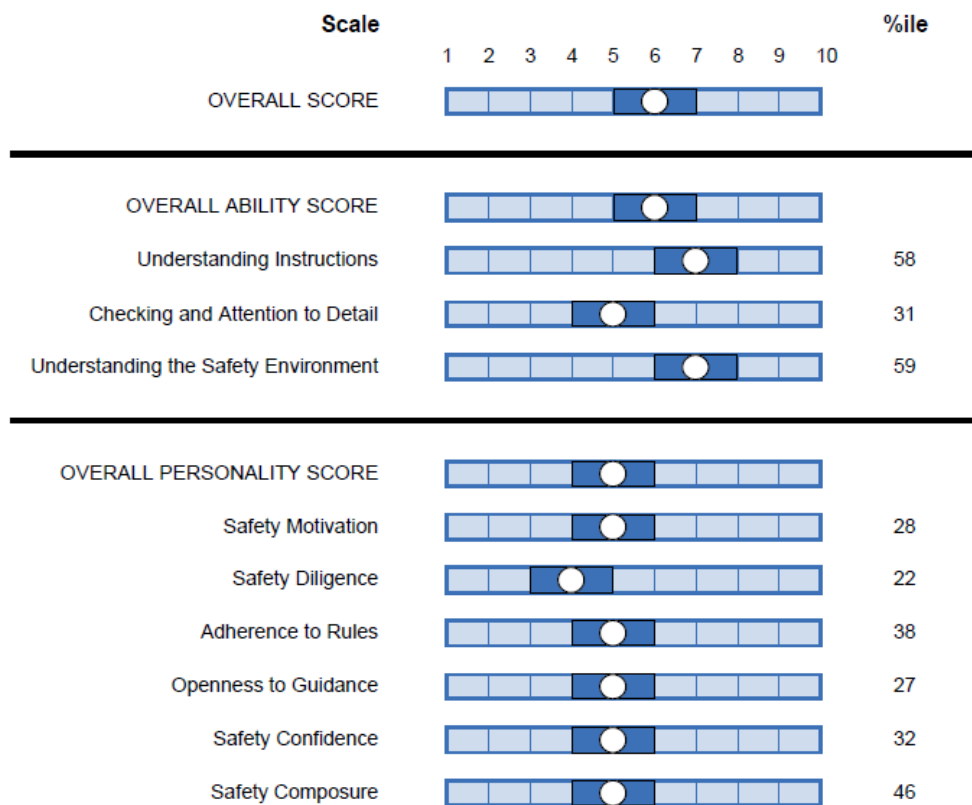 Scale %ile
1 2 3 4 5 6 7 8 9 10
OVERALL SCORE
OVERALL ABILITY SCORE
Understanding Instructions 58
Checking and Attention to Detail 31
Understanding the Safety Environment 59
OVERALL PERSONALITY SCORE
Safety Motivation 28
Safety Diligence 22
Adherence to Rules 38
Openness to Guidance 27
Safety Confidence 32
Safety Composure 46